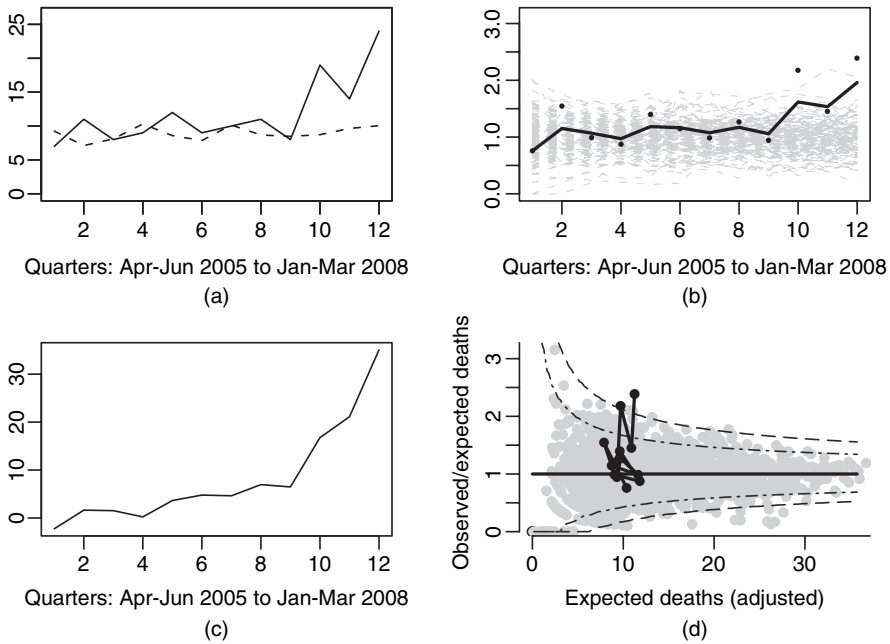 25
15
5
0
2 4 6 8 10 12
Quarters: Apr-Jun 2005 to Jan-Mar 2008
(a)
3.0
2.0
1.0
0.0
2 4 6 8 10 12
Quarters: Apr-Jun 2005 to Jan-Mar 2008
(b)
30
20
10
0
2 4 6 8 10 12
Quarters: Apr-Jun 2005 to Jan-Mar 2008
(c)
Observed/expected deaths
3
2
1
0
0 10 20 30
Expected deaths (adjusted)
(d)